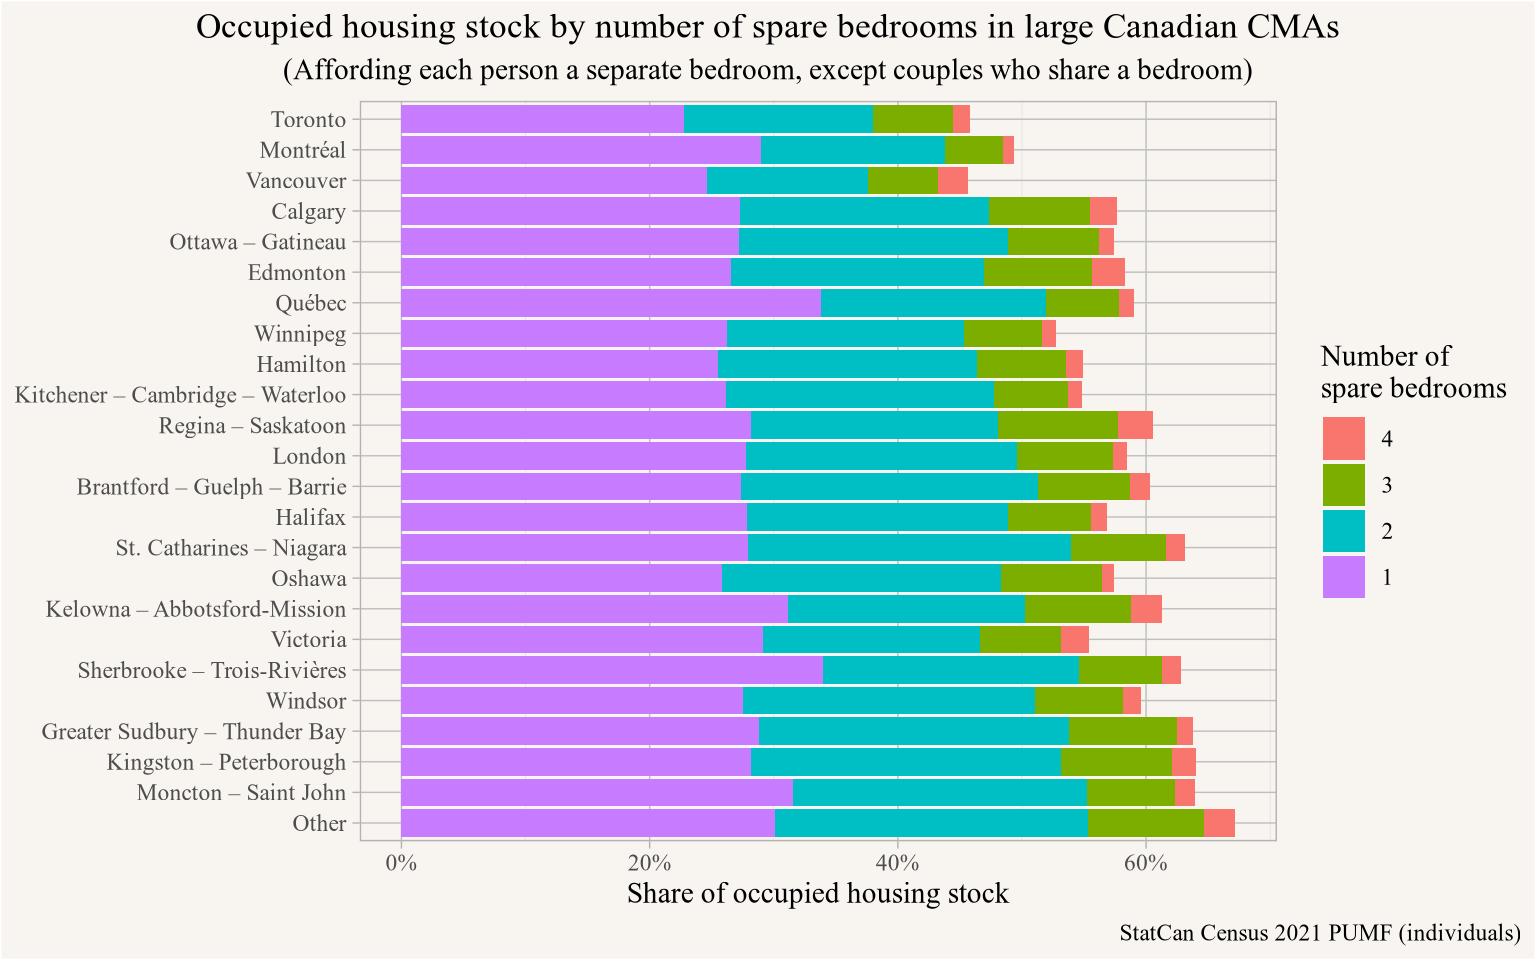 Occupied housing stock by number of spare bedrooms in large Canadian CMAs
(Affording each person a separate bedroom, except couples who share a bedroom)
Toronto
Montréal
Vancouver
Calgary
Ottawa – Gatineau
Edmonton
Québec
Winnipeg
Hamilton
Kitchener – Cambridge – Waterloo
Regina – Saskatoon
London
Brantford – Guelph – Barrie
Halifax
St. Catharines – Niagara
Oshawa
Kelowna – Abbotsford-Mission
Victoria
Sherbrooke – Trois-Rivières
Windsor
Greater Sudbury – Thunder Bay
Kingston – Peterborough
Moncton – Saint John
Other
0% 20% 40% 60%
Share of occupied housing stock
Number of
spare bedrooms
4
3
2
1
StatCan Census 2021 PUMF (individuals)